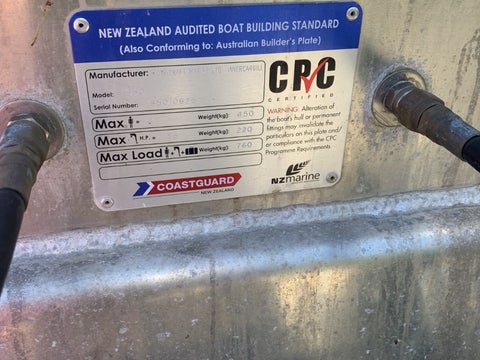 NEW ZEALAND AUDITED BOAT BUILDING STANDARD
(Also Conforming to: Australian Builder's Plate)
Manufacturer: INVERCARGILL
Model:
Serial Number:
Max - Weight(kg): 450
Max H.P. = Weight(kg): 220
Max Load Weight(kg): 760
CPC
CERTIFIED
WARNING: Alteration of
the boat's hull or permanent
fittings may invalidate the
particulars on this plate and/
or compliance with the CPC
Programme Requirements.
COASTGUARD
NEW ZEALAND
NZmarine